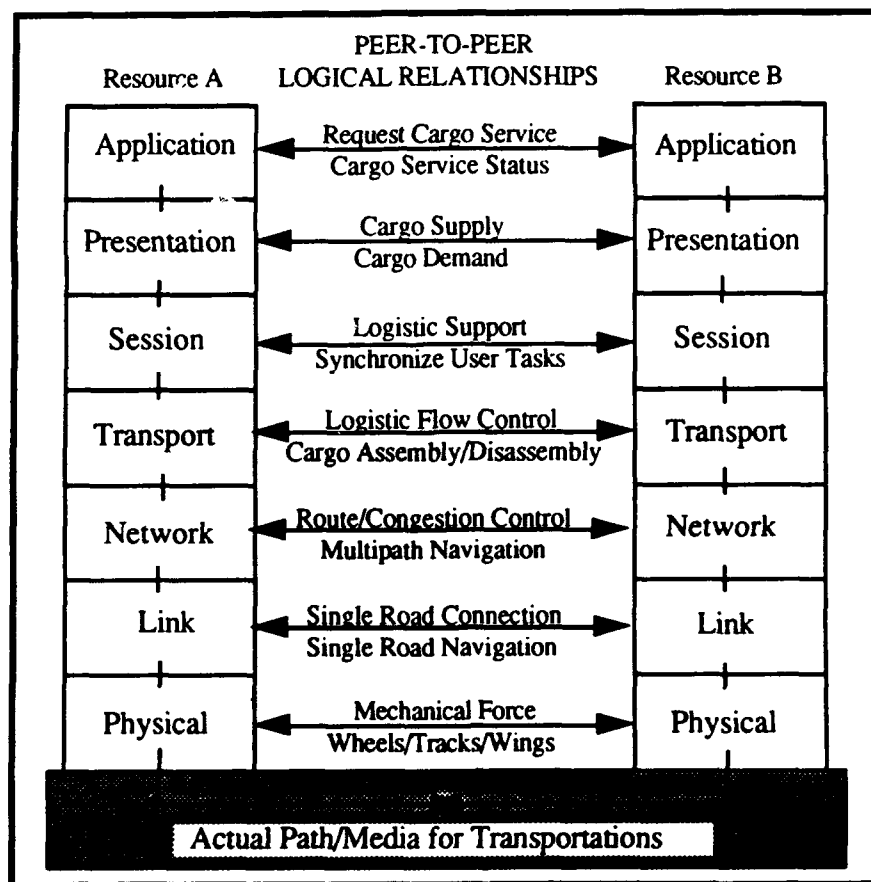 PEER-TO-PEER
Resource A LOGICAL RELATIONSHIPS Resource B
Application Request Cargo Service Application
Cargo Service Status
Presentation Cargo Supply Presentation
Cargo Demand
Session Logistic Support Session
Synchronize User Tasks
Transport Logistic Flow Control Transport
Cargo Assembly/Disassembly
Network Route/Congestion Control Network
Multipath Navigation
Link Single Road Connection Link
Single Road Navigation
Physical Mechanical Force Physical
Wheels/Tracks/Wings
Actual Path/Media for Transportations